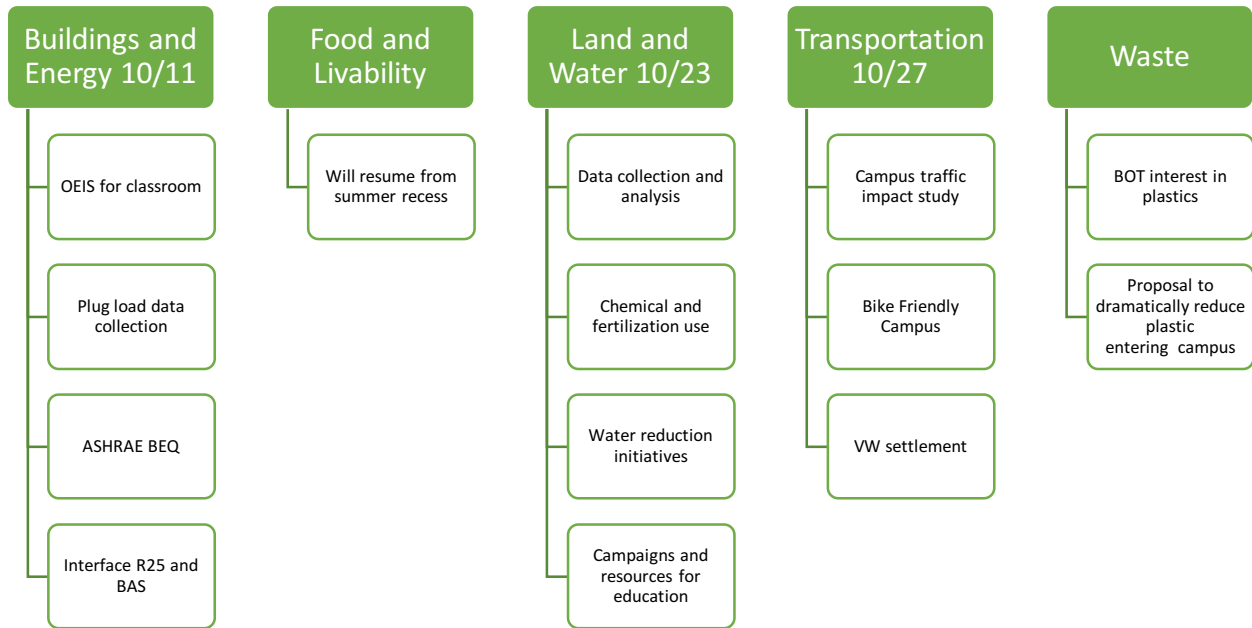 Buildings and
Energy 10/11
OEIS for classroom
Plug load data
collection
ASHRAE BEQ
Interface R25 and
BAS
Food and
Livability
Will resume from
summer recess
Land and
Water 10/23
Data collection and
analysis
Chemical and
fertilization use
Water reduction
initiatives
Campaigns and
resources for
education
Transportation
10/27
Campus traffic
impact study
Bike Friendly
Campus
VW settlement
Waste
BOT interest in
plastics
Proposal to
dramatically reduce
plastic
entering campus